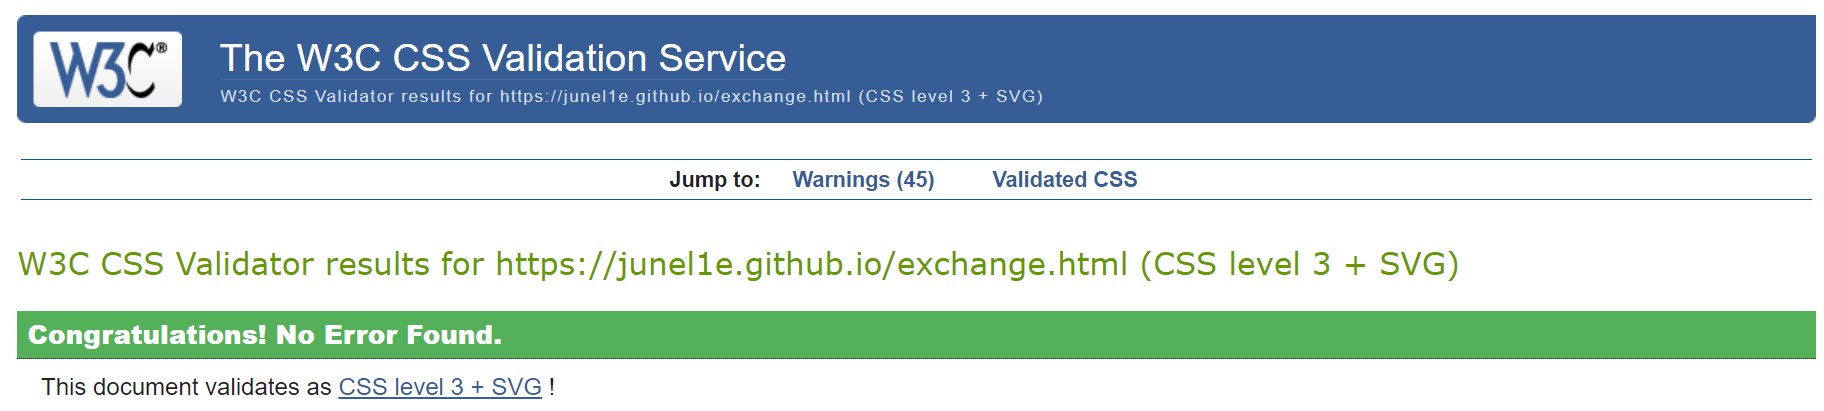 W3C®
The W3C CSS Validation Service
W3C CSS Validator results for https://junel1e.github.io/exchange.html (CSS level 3 + SVG)
Jump to: Warnings (45) Validated CSS
W3C CSS Validator results for https://junel1e.github.io/exchange.html (CSS level 3 + SVG)
Congratulations! No Error Found.
This document validates as CSS level 3 + SVG !